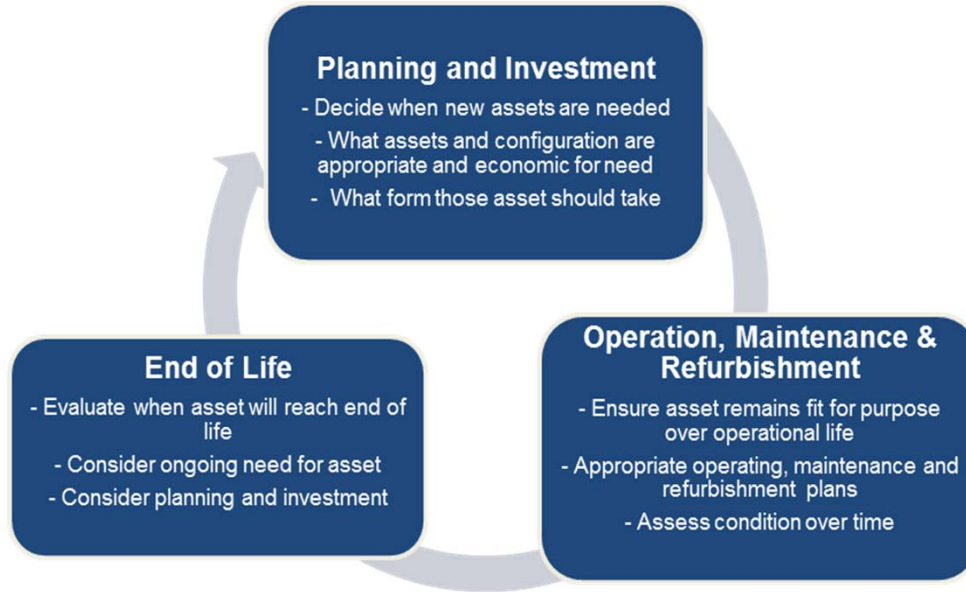 Planning and Investment
- Decide when new assets are needed
- What assets and configuration are
appropriate and economic for need
- What form those asset should take
Operation, Maintenance &
Refurbishment
- Ensure asset remains fit for purpose
over operational life
- Appropriate operating, maintenance and
refurbishment plans
- Assess condition over time
End of Life
- Evaluate when asset will reach end of
life
- Consider ongoing need for asset
- Consider planning and investment